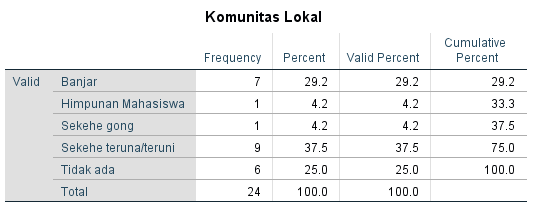 Komunitas Lokal
Frequency Percent Valid Percent Cumulative Percent
Valid Banjar 7 29.2 29.2 29.2
Himpunan Mahasiswa 1 4.2 4.2 33.3
Sekehe gong 1 4.2 4.2 37.5
Sekehe teruna/teruni 9 37.5 37.5 75.0
Tidak ada 6 25.0 25.0 100.0
Total 24 100.0 100.0